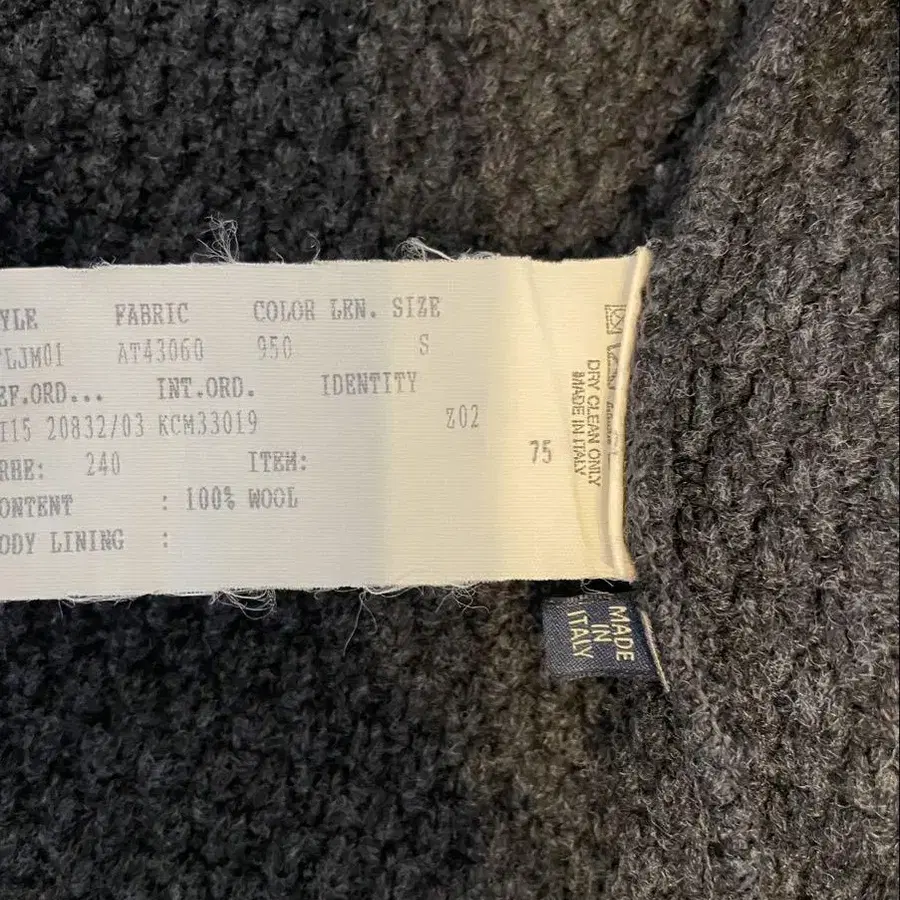 YLE FABRIC COLOR LEN. SIZE
LJM01 AT43060 950 S
EF.ORD... INT.ORD. IDENTITY
I15 20832/03 KCM33019 Z02
RHE: 240 ITEM: 75
ONTENT : 100% WOOL
ODY LINING :
DRY CLEAN ONLY
MADE IN ITALY
MADE
IN
ITALY